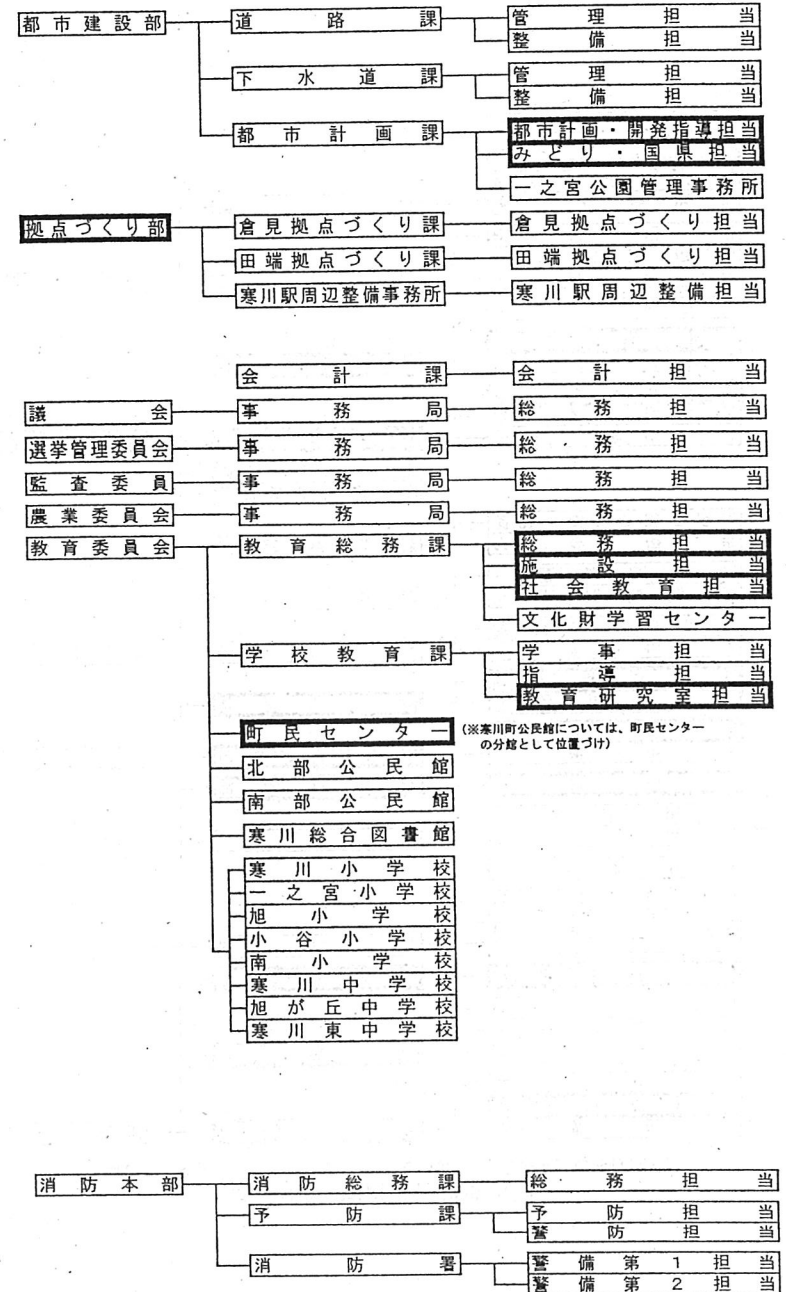 都市建設部 道路課 管理担当
整備担当
下水道課 管理担当
整備担当
都市計画課 都市計画・開発指導担当
みどり・国県担当
一之宮公園管理事務所
拠点づくり部 倉見拠点づくり課 倉見拠点づくり担当
田端拠点づくり課 田端拠点づくり担当
寒川駅周辺整備事務所 寒川駅周辺整備担当
会計課 会計担当
議会 事務局 総務担当
選挙管理委員会 事務局 総務担当
監査委員 事務局 総務担当
農業委員会 事務局 総務担当
教育委員会 教育総務課 総務担当
施設担当
社会教育担当
文化財学習センター
学校教育課 学事担当
指導担当
教育研究室担当
町民センター (※寒川町公民館については、町民センター
の分館として位置づけ)
北部公民館
南部公民館
寒川総合図書館
寒川小学校
一之宮小学校
旭小学校
小谷小学校
南小学校
寒川中学校
旭が丘中学校
寒川東中学校
消防本部 消防総務課 総務担当
予防課 予防担当
警防担当
消防署 警備第1担当
警備第2担当